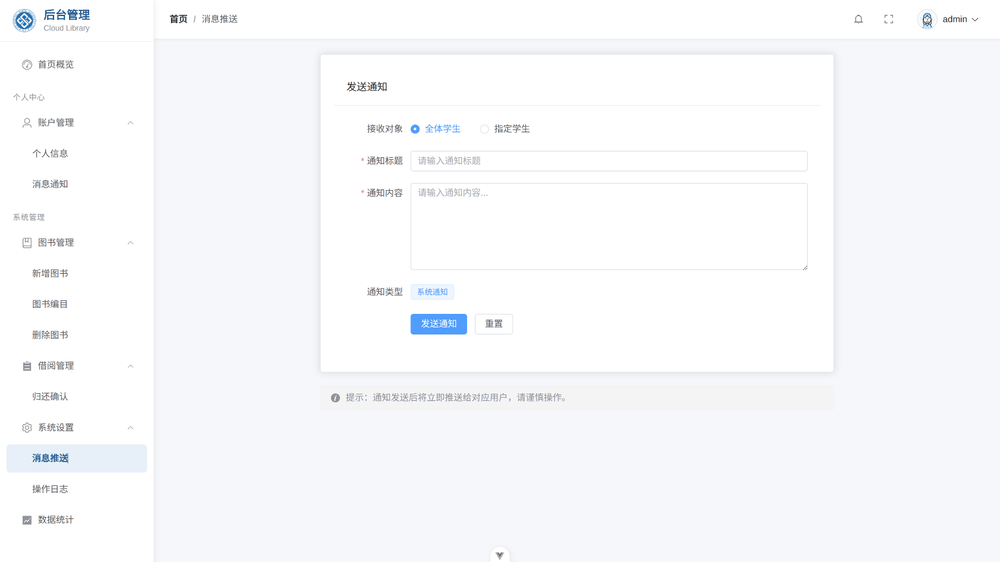 后台管理
Cloud Library
首页 / 消息推送
admin
首页概览
个人中心
账户管理
个人信息
消息通知
系统管理
图书管理
新增图书
图书编目
删除图书
借阅管理
归还确认
系统设置
消息推送
操作日志
数据统计
发送通知
接收对象 全体学生 指定学生
* 通知标题 请输入通知标题
* 通知内容 请输入通知内容...
通知类型 系统通知
发送通知 重置
提示：通知发送后将立即推送给对应用户，请谨慎操作。